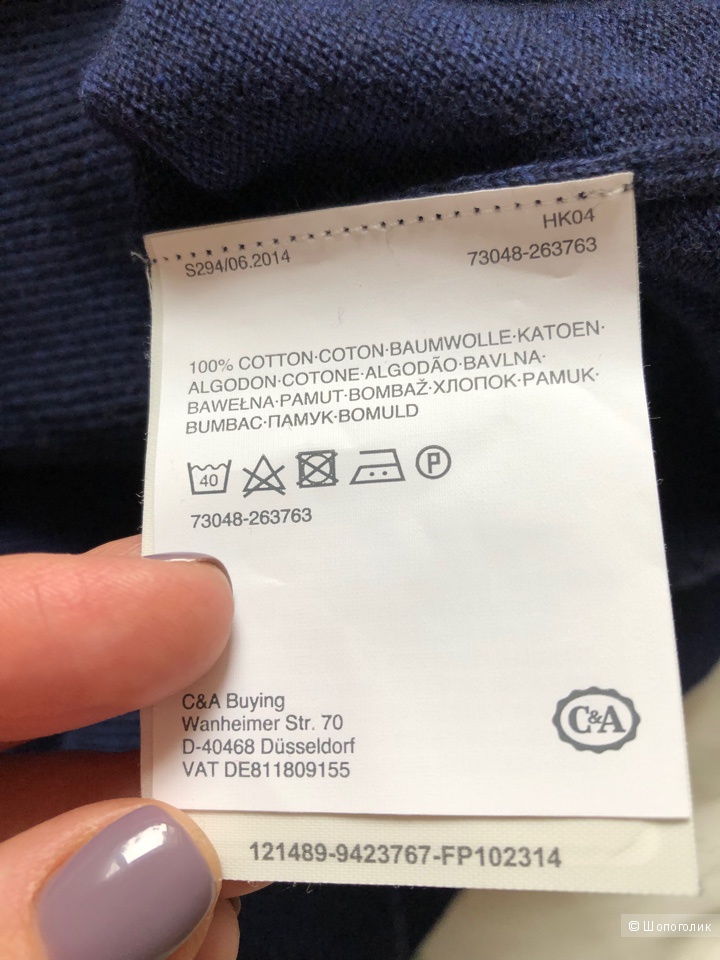 HK04
S294/06.2014
73048-263763
100% COTTON·COTON·BAUMWOLLE·KATOEN·
ALGODON·COTONE·ALGODÃO·BAVLNA·
BAWEŁNA·PAMUT·BOMBAŽ·ХЛОПОК·PAMUK·
BUMBAC·ПАМУК·BOMULD
40
P
73048-263763
C&A Buying
Wanheimer Str. 70
D-40468 Düsseldorf
VAT DE811809155
C&A
121489-9423767-FP102314
© Шопоголик